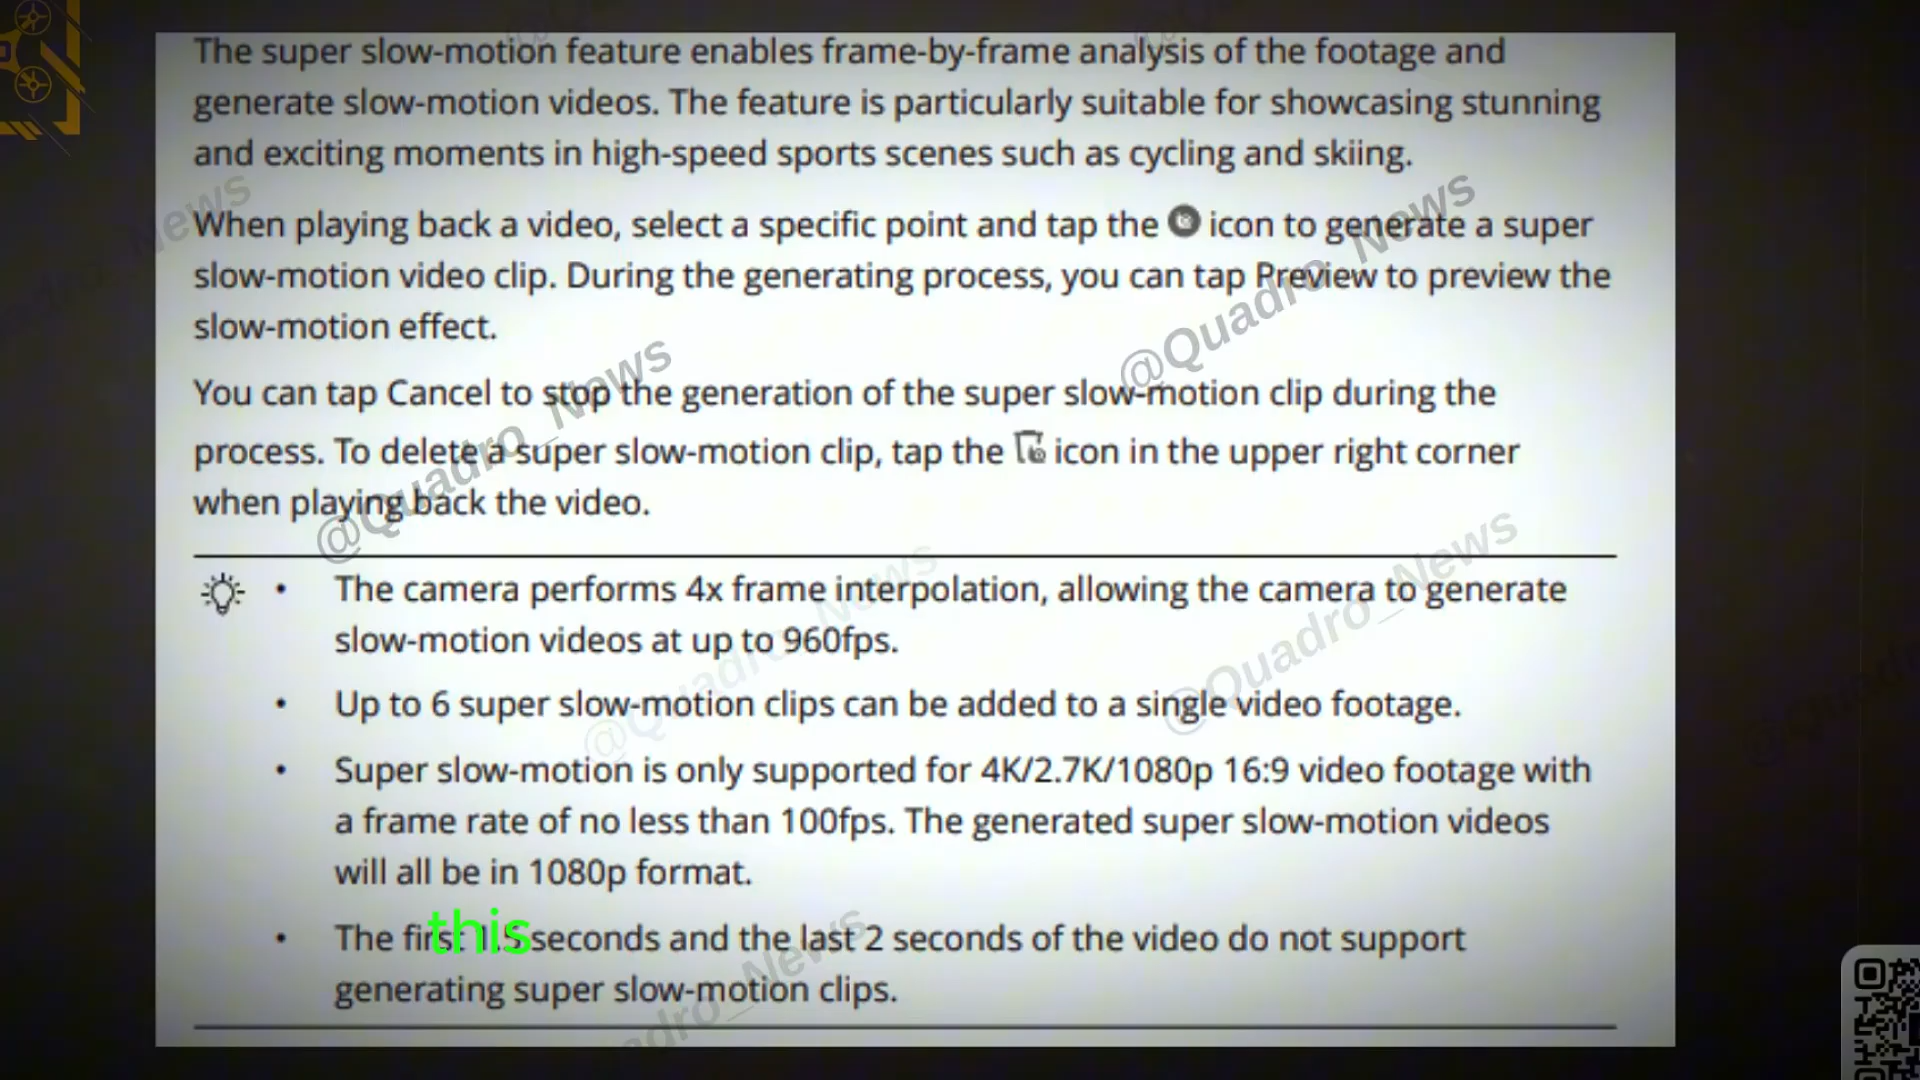 The super slow-motion feature enables frame-by-frame analysis of the footage and
generate slow-motion videos. The feature is particularly suitable for showcasing stunning
and exciting moments in high-speed sports scenes such as cycling and skiing.
When playing back a video, select a specific point and tap the icon to generate a super
slow-motion video clip. During the generating process, you can tap Preview to preview the
slow-motion effect.
You can tap Cancel to stop the generation of the super slow-motion clip during the
process. To delete a super slow-motion clip, tap the icon in the upper right corner
when playing back the video.
• The camera performs 4x frame interpolation, allowing the camera to generate
slow-motion videos at up to 960fps.
• Up to 6 super slow-motion clips can be added to a single video footage.
• Super slow-motion is only supported for 4K/2.7K/1080p 16:9 video footage with
a frame rate of no less than 100fps. The generated super slow-motion videos
will all be in 1080p format.
• The first 1.5 seconds and the last 2 seconds of the video do not support
generating super slow-motion clips.
this
@Quadro_News
@Quadro_News
@Quadro_News
@Quadro_News